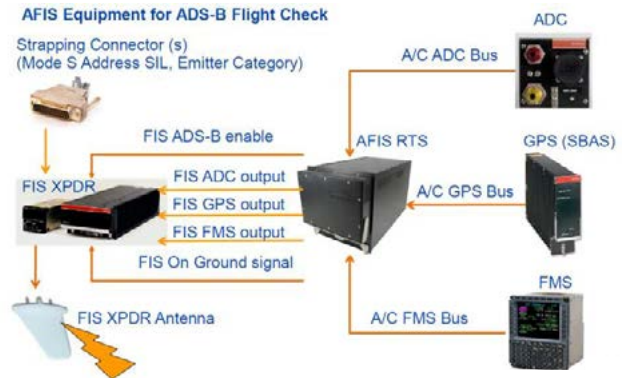 AFIS Equipment for ADS-B Flight Check
Strapping Connector (s)
(Mode S Address SIL, Emitter Category)
ADC
A/C ADC Bus
FIS ADS-B enable
AFIS RTS
GPS (SBAS)
FIS XPDR
FIS ADC output
FIS GPS output
A/C GPS Bus
FIS FMS output
FIS On Ground signal
FMS
FIS XPDR Antenna
A/C FMS Bus